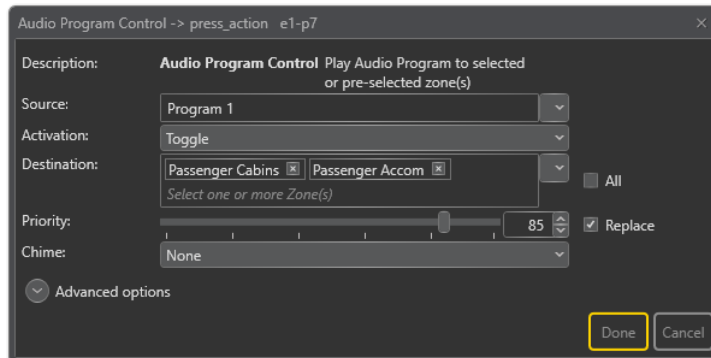 Audio Program Control -> press_action e1-p7
Description: Audio Program Control Play Audio Program to selected
or pre-selected zone(s)
Source: Program 1
Activation: Toggle
Destination: Passenger Cabins Passenger Accom
All
Select one or more Zone(s)
Priority: 85 Replace
Chime: None
Advanced options
Done Cancel